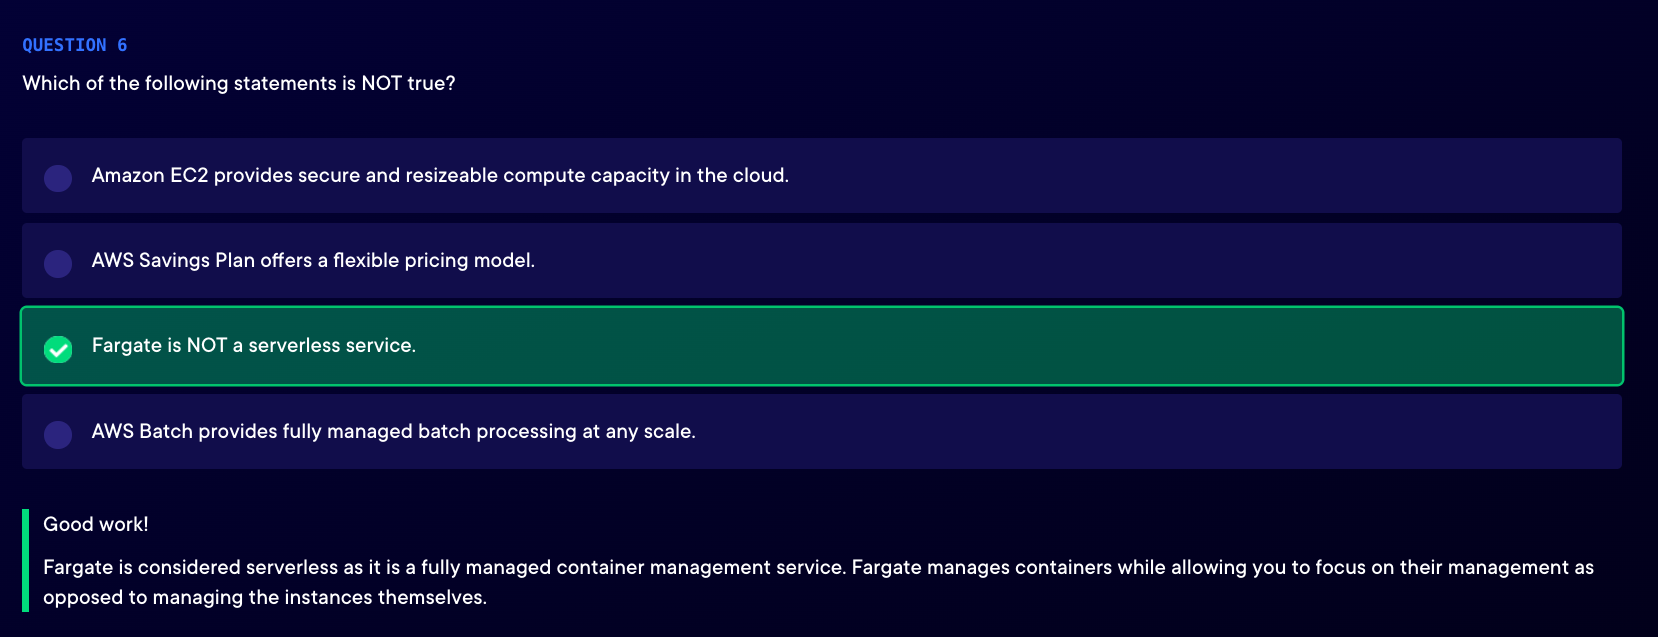 QUESTION 6
Which of the following statements is NOT true?
Amazon EC2 provides secure and resizeable compute capacity in the cloud.
AWS Savings Plan offers a flexible pricing model.
Fargate is NOT a serverless service.
AWS Batch provides fully managed batch processing at any scale.
Good work!
Fargate is considered serverless as it is a fully managed container management service. Fargate manages containers while allowing you to focus on their management as
opposed to managing the instances themselves.